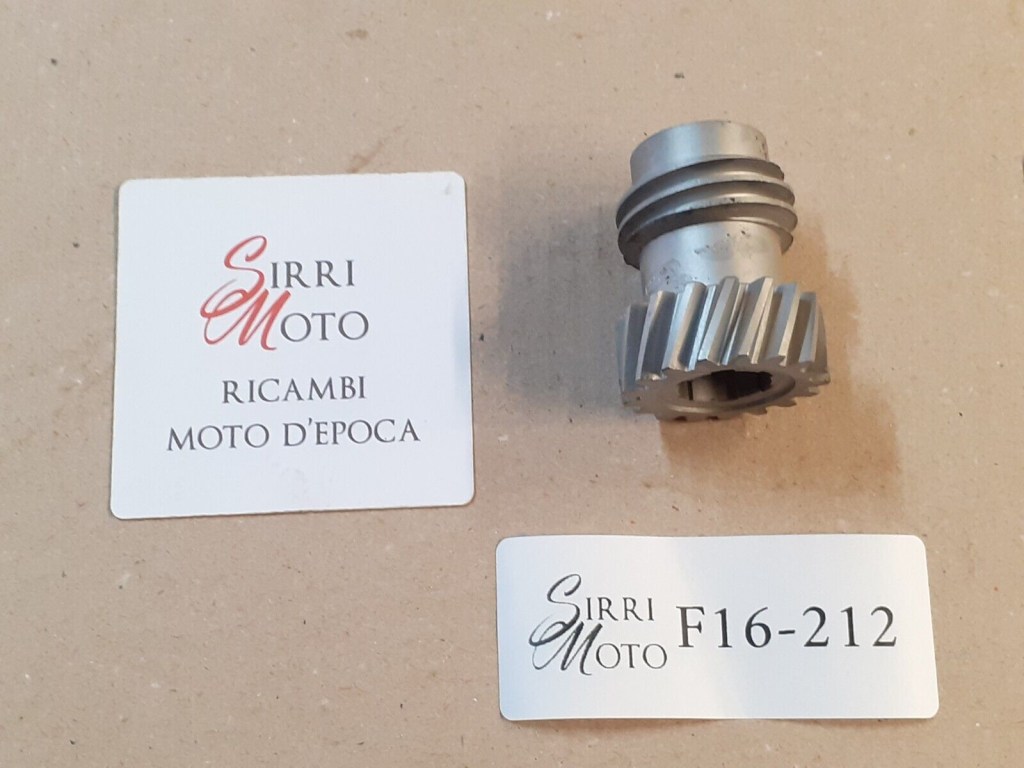 SIRRI
MOTO
RICAMBI
MOTO D'EPOCA
SIRRI
MOTO
F16-212